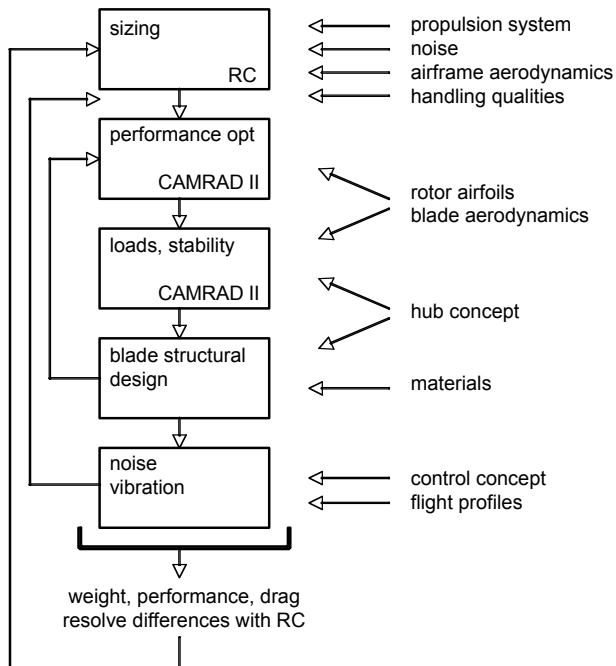 sizing
RC
propulsion system
noise
airframe aerodynamics
handling qualities
performance opt
CAMRAD II
rotor airfoils
blade aerodynamics
loads, stability
CAMRAD II
hub concept
blade structural
design
materials
noise
vibration
control concept
flight profiles
weight, performance, drag
resolve differences with RC